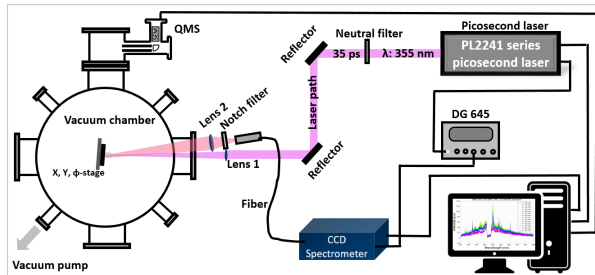 QMS
SEM
Neutral filter
Picosecond laser
PL2241 series
picosecond laser
Reflector
35 ps
λ: 355 nm
Laser path
Vacuum chamber
Lens 2
Notch filter
DG 645
X, Y, ϕ-stage
Lens 1
Reflector
Fiber
CCD
Spectrometer
Vacuum pump